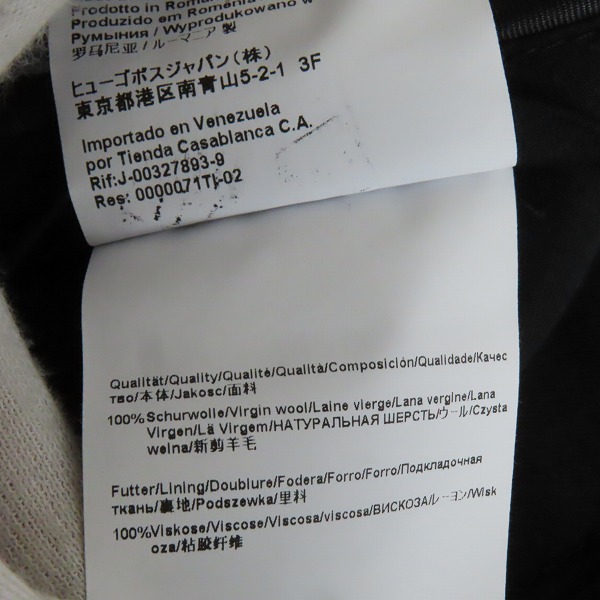 Prodotto in Romania
Produzido em Româniă
Румыния / Wyprodukowano w
罗马尼亚 / ルーマニア 製
ヒューゴボスジャパン(株)
東京都港区南青山5-2-1 3F
Importado en Venezuela
por Tienda Casablanca C.A.
Rif:J-00327893-9
Res: 0000071TI-02
Qualität/Quality/Qualité/Qualità/Composición/Qualidade/Качес
тво/本体/Jakosc/面料
100%Schurwolle/Virgin wool/Laine vierge/Lana vergine/Lana
Virgen/Lã Virgem/НАТУРАЛЬНАЯ ШЕРСТЬ/ウール/Czysta
welna/新剪羊毛
Futter/Lining/Doublure/Fodera/Forro/Forro/Подкладочная
ткань/裏地/Podszewka/里料
100%Viskose/Viscose/Viscosa/viscosa/ВИСКОЗА/レーヨン/Wisk
oza/粘胶纤维